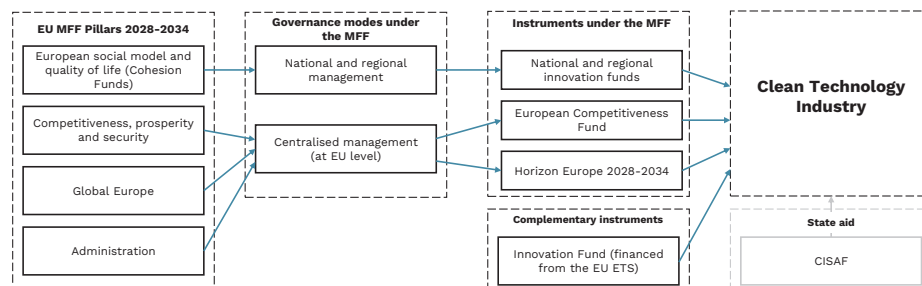 EU MFF Pillars 2028-2034
European social model and
quality of life (Cohesion
Funds)
Competitiveness, prosperity
and security
Global Europe
Administration
Governance modes under
the MFF
National and regional
management
Centralised management
(at EU level)
Instruments under the MFF
National and regional
innovation funds
European Competitiveness
Fund
Horizon Europe 2028-2034
Complementary instruments
Innovation Fund (financed
from the EU ETS)
Clean Technology
Industry
State aid
CISAF